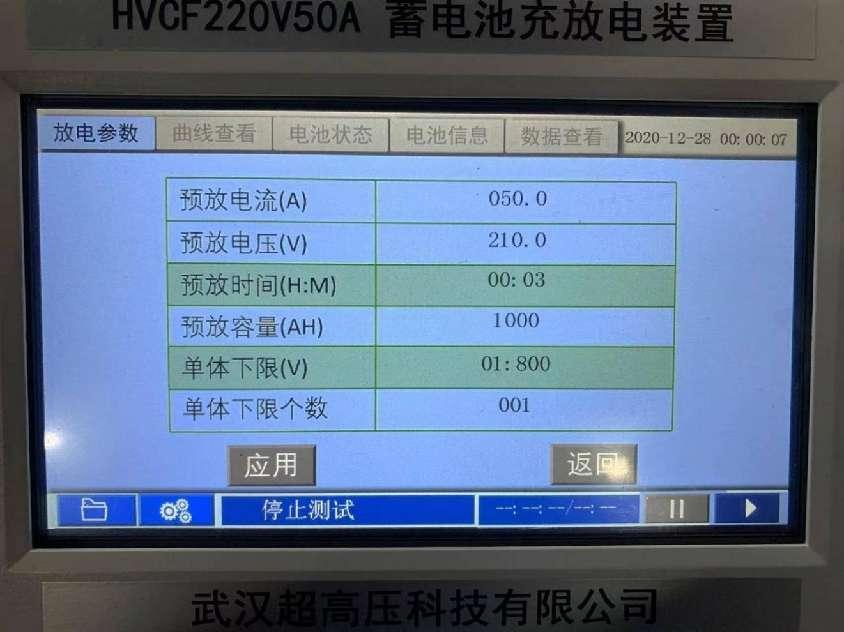 HVCF220V50A 蓄电池充放电装置
放电参数 曲线查看 电池状态 电池信息 数据查看 2020-12-28 00:00:07
预放电流(A) 050.0
预放电压(V) 210.0
预放时间(H:M) 00:03
预放容量(AH) 1000
单体下限(V) 01:800
单体下限个数 001
应用 返回
停止测试 --:--:--/--:--
武汉超高压科技有限公司